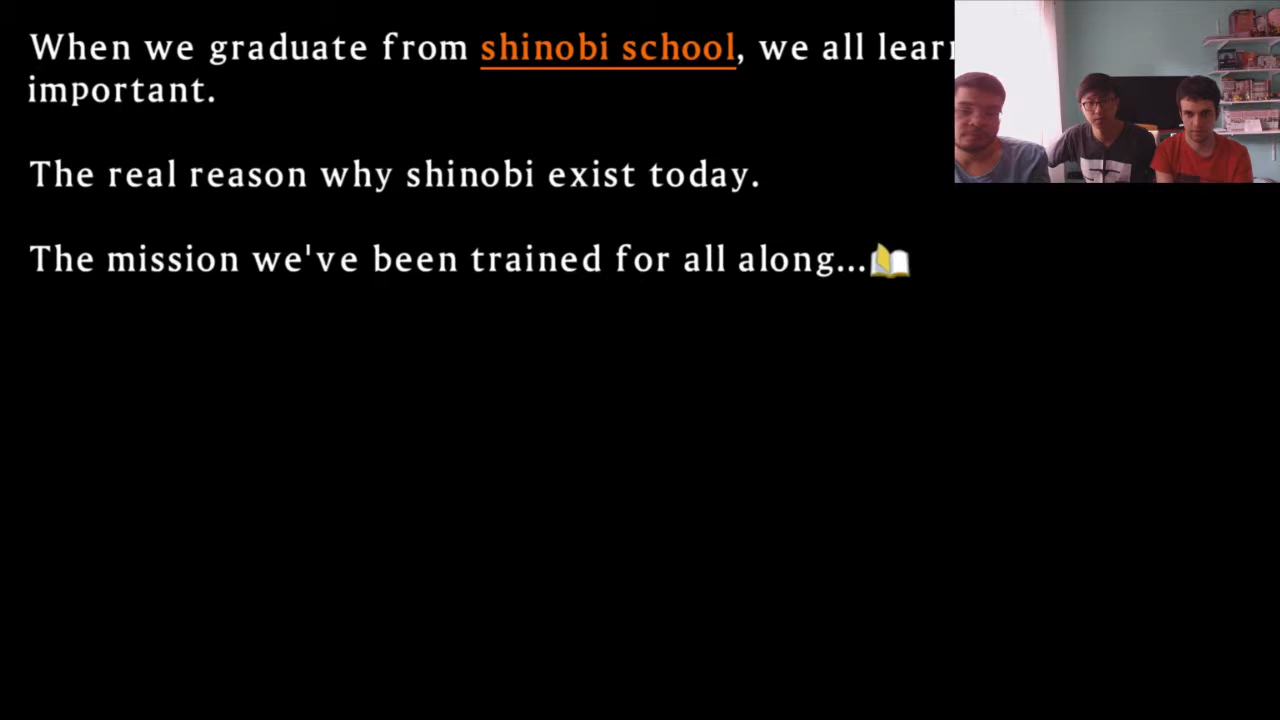 When we graduate from shinobi school, we all learn
important.
The real reason why shinobi exist today.
The mission we've been trained for all along...